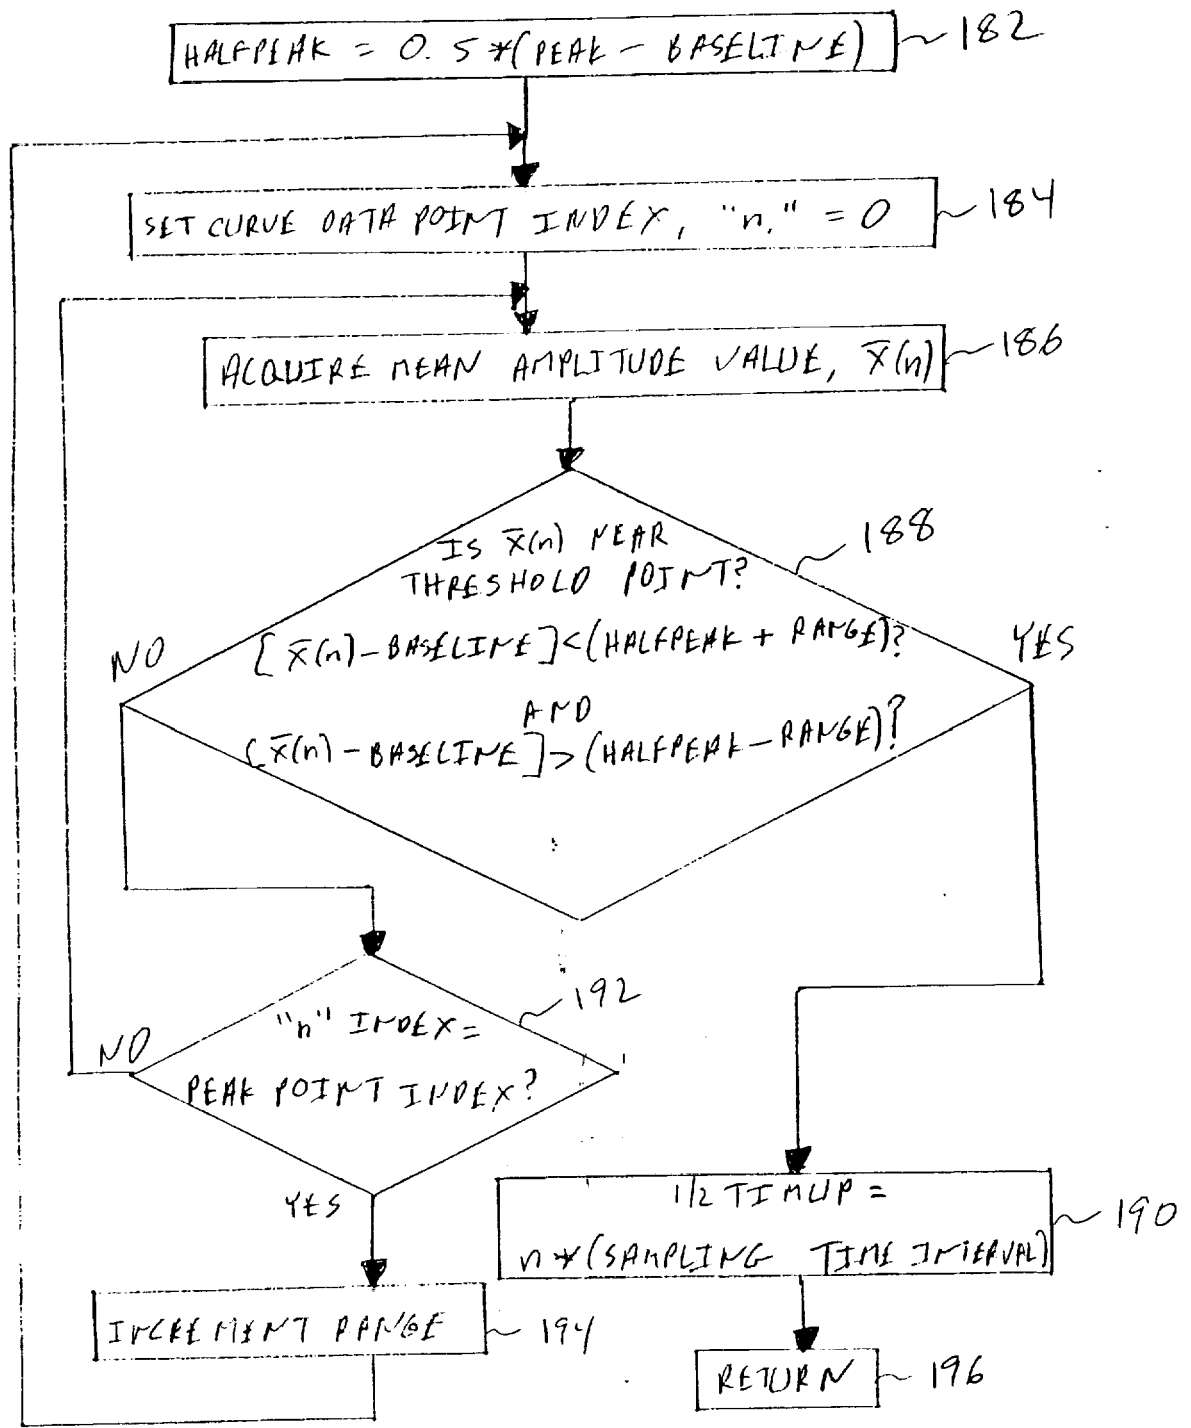 HALFPEAK = 0.5 *(PEAK - BASELINE)
182
SET CURVE DATA POINT INDEX, "n." = 0
184
ACQUIRE MEAN AMPLITUDE VALUE, x̄(n)
186
IS x̄(n) NEAR
THRESHOLD POINT?
188
[x̄(n)-BASELINE]<(HALFPEAK + RANGE)?
NO
YES
AND
[x̄(n)-BASELINE]>(HALFPEAK-RANGE)?
"n" INDEX =
192
NO
PEAK POINT INDEX?
YES
1/2 TIMUP =
190
n*(SAMPLING TIME INTERVAL)
INCREMENT RANGE
194
RETURN
196